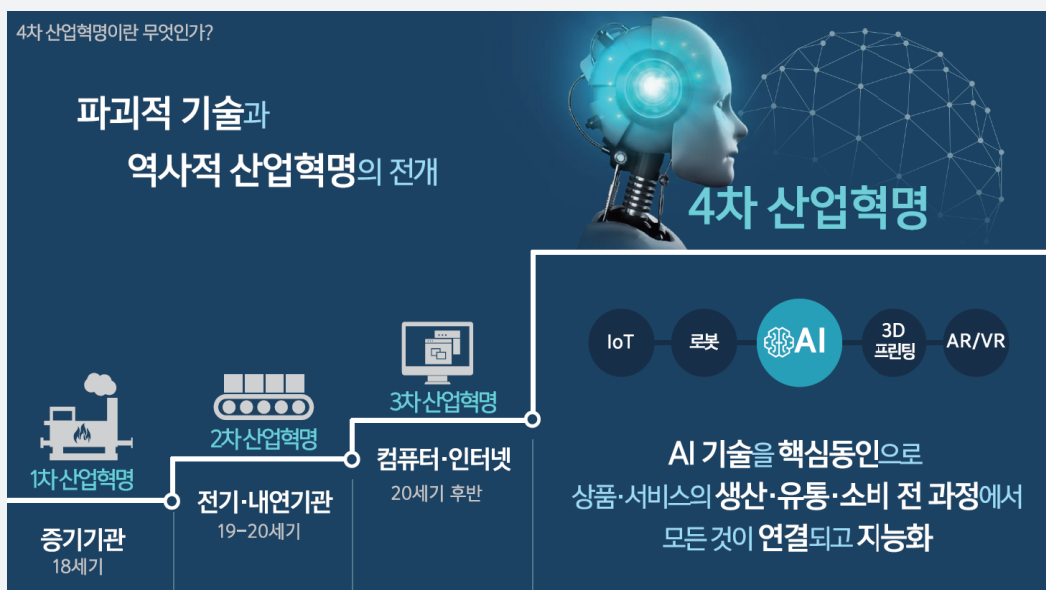 4차 산업혁명이란 무엇인가?
파괴적 기술과
역사적 산업혁명의 전개
4차 산업혁명
1차 산업혁명
증기기관
18세기
2차 산업혁명
전기·내연기관
19-20세기
3차 산업혁명
컴퓨터·인터넷
20세기 후반
IoT
로봇
AI
3D
프린팅
AR/VR
AI 기술을 핵심동인으로
상품·서비스의 생산·유통·소비 전 과정에서
모든 것이 연결되고 지능화